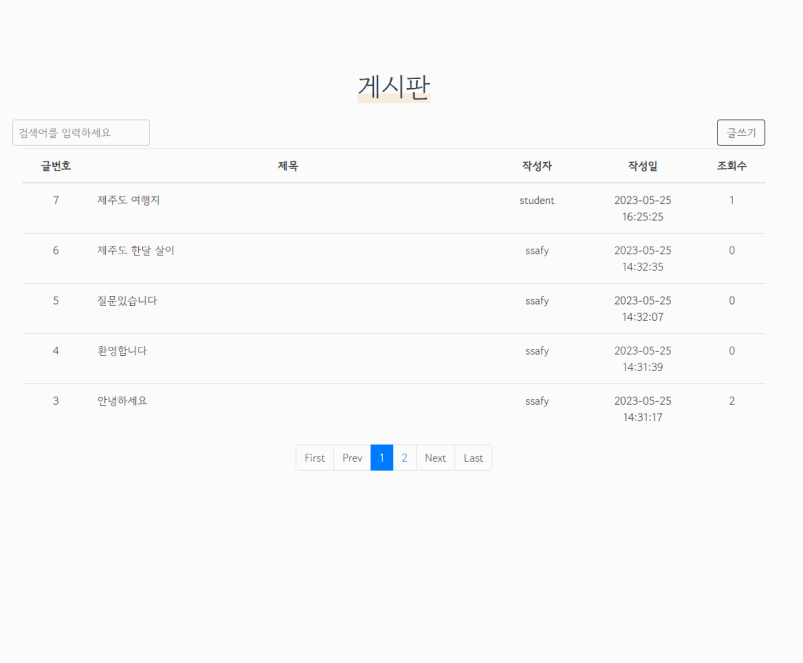 게시판
검색어를 입력하세요 글쓰기
글번호 제목 작성자 작성일 조회수
7 제주도 여행지 student 2023-05-25 1
16:25:25
6 제주도 한달 살이 ssafy 2023-05-25 0
14:32:35
5 질문있습니다 ssafy 2023-05-25 0
14:32:07
4 환영합니다 ssafy 2023-05-25 0
14:31:39
3 안녕하세요 ssafy 2023-05-25 2
14:31:17
First Prev 1 2 Next Last